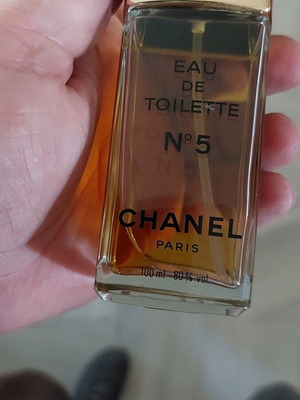 EAU
DE
TOILETTE
N°5
CHANEL
PARIS
100 ml - 80% vol